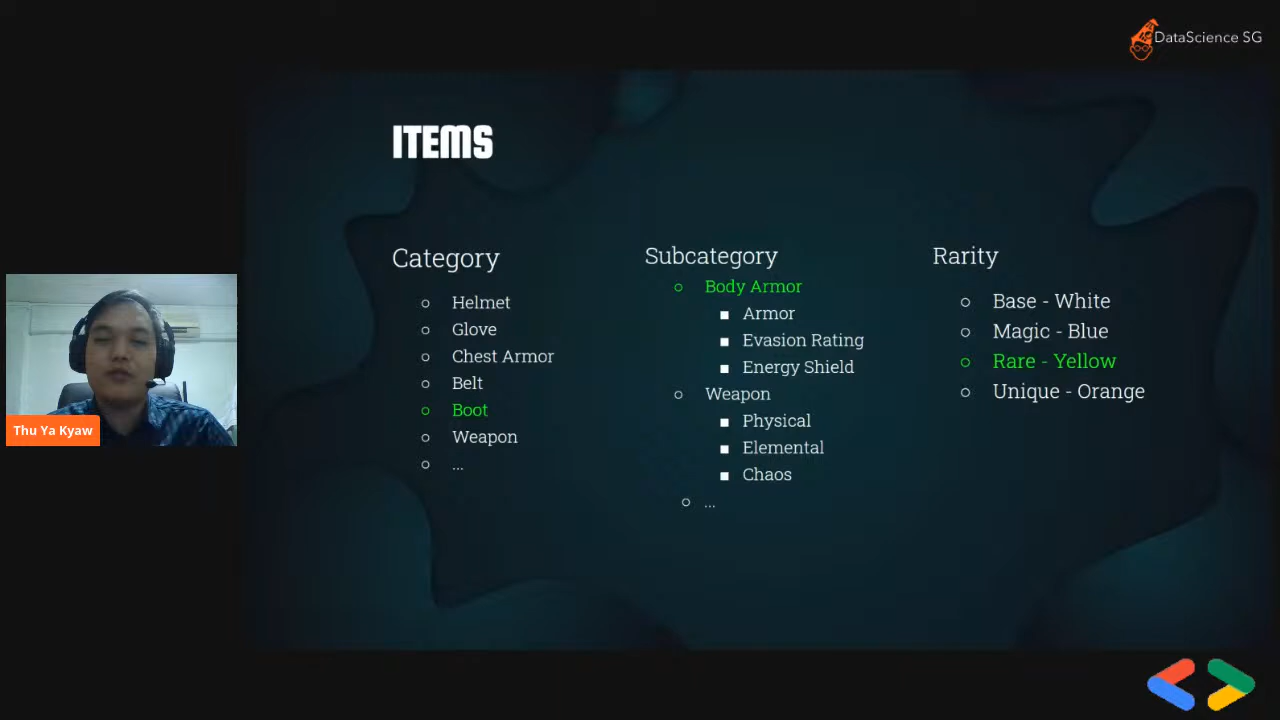 DataScience SG
ITEMS
Category
Helmet
Glove
Chest Armor
Belt
Boot
Weapon
...
Subcategory
Body Armor
Armor
Evasion Rating
Energy Shield
Weapon
Physical
Elemental
Chaos
...
Rarity
Base - White
Magic - Blue
Rare - Yellow
Unique - Orange
Thu Ya Kyaw